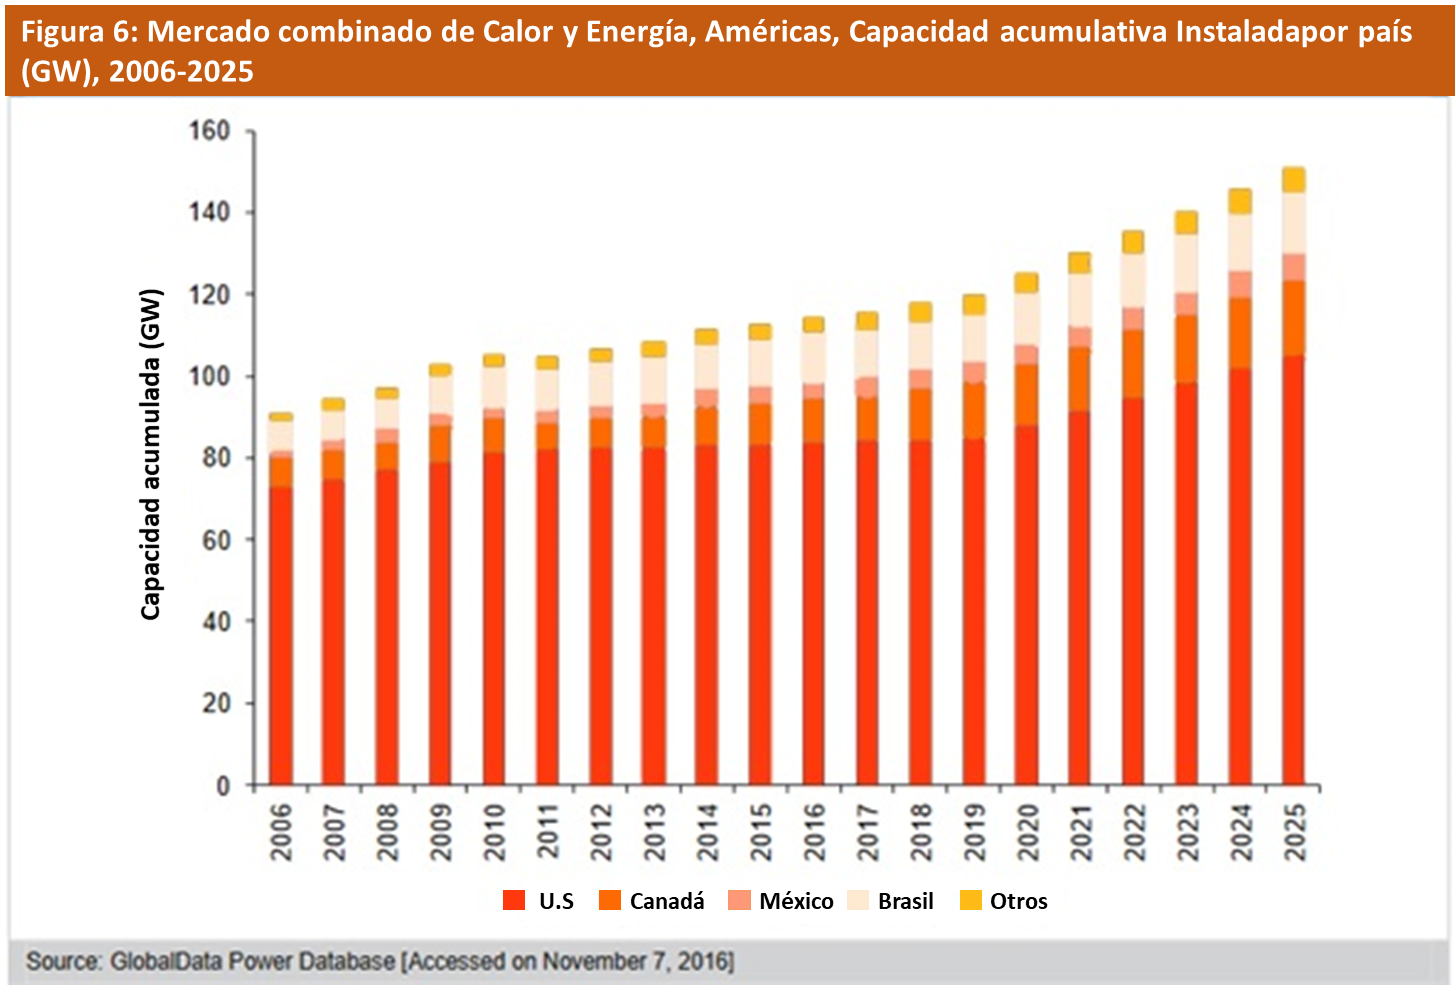 Figura 6: Mercado combinado de Calor y Energía, Américas, Capacidad acumulativa Instaladapor país
(GW), 2006-2025
Capacidad acumulada (GW)
160
140
120
100
80
60
40
20
0
2006 2007 2008 2009 2010 2011 2012 2013 2014 2015 2016 2017 2018 2019 2020 2021 2022 2023 2024 2025
U.S Canadá México Brasil Otros
Source: GlobalData Power Database [Accessed on November 7, 2016]